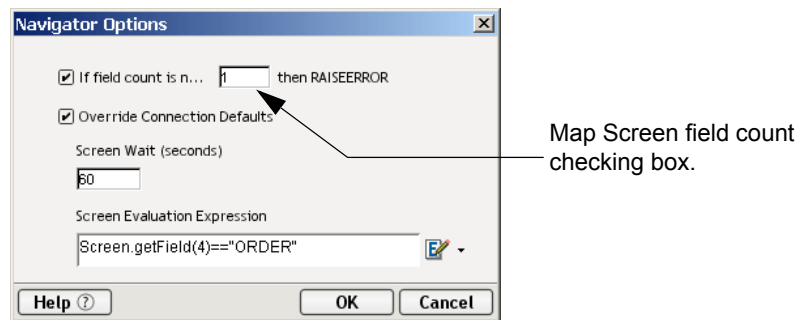 Navigator Options
If field count is n... 1 then RAISEERROR
Override Connection Defaults
Screen Wait (seconds)
60
Screen Evaluation Expression
Screen.getField(4)=="ORDER"
Help ?
OK
Cancel
Map Screen field count
checking box.